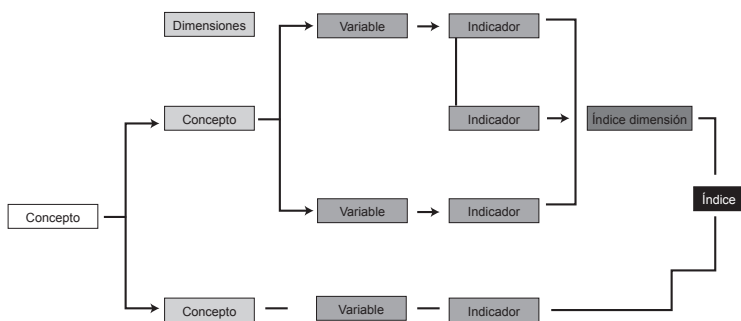 Dimensiones
Variable
Indicador
Concepto
Indicador
Índice dimensión
Concepto
Variable
Indicador
Índice
Concepto
Variable
Indicador